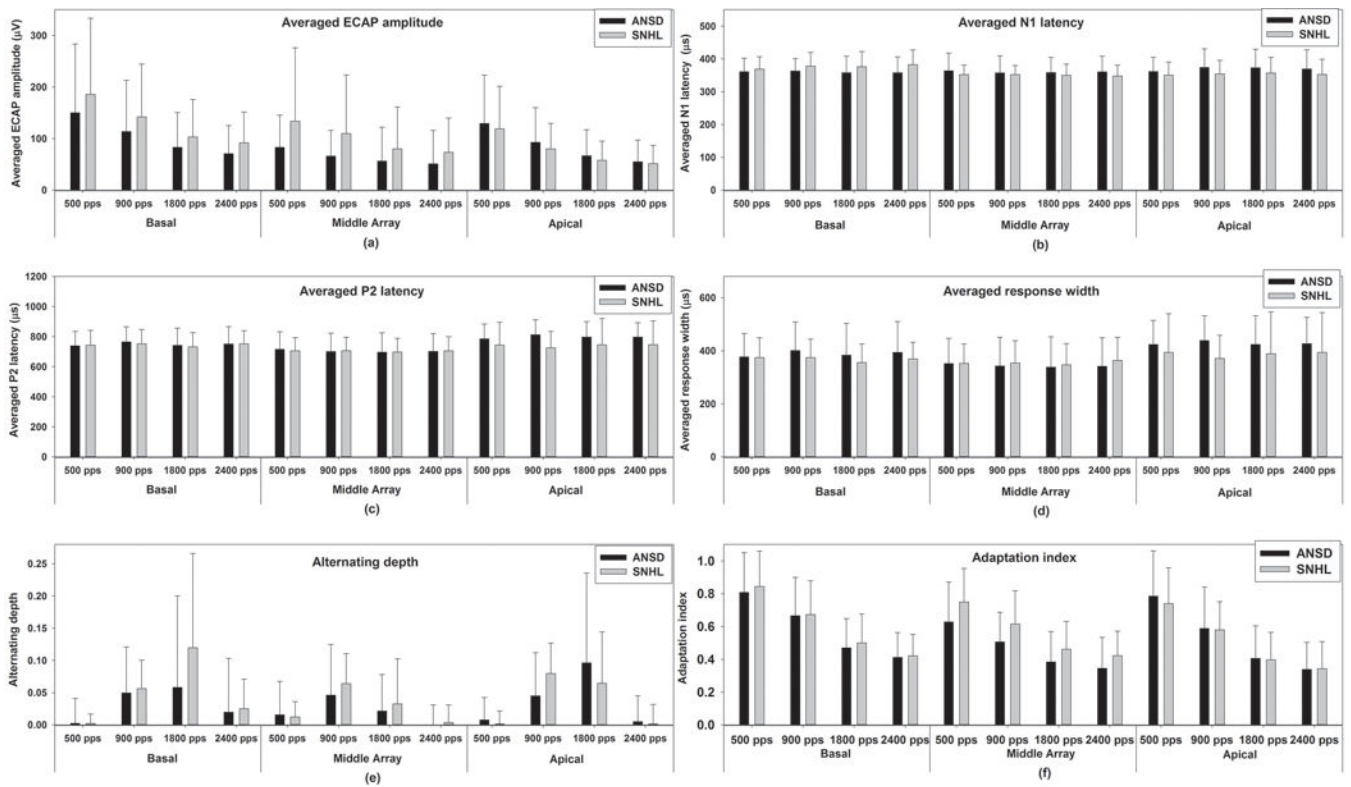 Averaged ECAP amplitude
ANSD
SNHL
Averaged ECAP amplitude (μV)
300
200
100
0
500 pps 900 pps 1800 pps 2400 pps 500 pps 900 pps 1800 pps 2400 pps 500 pps 900 pps 1800 pps 2400 pps
Basal Middle Array Apical
(a)
Averaged N1 latency
ANSD
SNHL
Averaged N1 latency (μs)
500
400
300
200
100
0
500 pps 900 pps 1800 pps 2400 pps 500 pps 900 pps 1800 pps 2400 pps 500 pps 900 pps 1800 pps 2400 pps
Basal Middle Array Apical
(b)
Averaged P2 latency
ANSD
SNHL
Averaged P2 latency (μs)
1200
1000
800
600
400
200
0
500 pps 900 pps 1800 pps 2400 pps 500 pps 900 pps 1800 pps 2400 pps 500 pps 900 pps 1800 pps 2400 pps
Basal Middle Array Apical
(c)
Averaged response width
ANSD
SNHL
Averaged response width (μs)
600
400
200
0
500 pps 900 pps 1800 pps 2400 pps 500 pps 900 pps 1800 pps 2400 pps 500 pps 900 pps 1800 pps 2400 pps
Basal Middle Array Apical
(d)
Alternating depth
ANSD
SNHL
Alternating depth
0.25
0.20
0.15
0.10
0.05
0.00
500 pps 900 pps 1800 pps 2400 pps 500 pps 900 pps 1800 pps 2400 pps 500 pps 900 pps 1800 pps 2400 pps
Basal Middle Array Apical
(e)
Adaptation index
ANSD
SNHL
Adaptation index
1.0
0.8
0.6
0.4
0.2
0.0
500 pps 900 pps 1800 pps 2400 pps 500 pps 900 pps 1800 pps 2400 pps 500 pps 900 pps 1800 pps 2400 pps
Basal Middle Array Apical
(f)